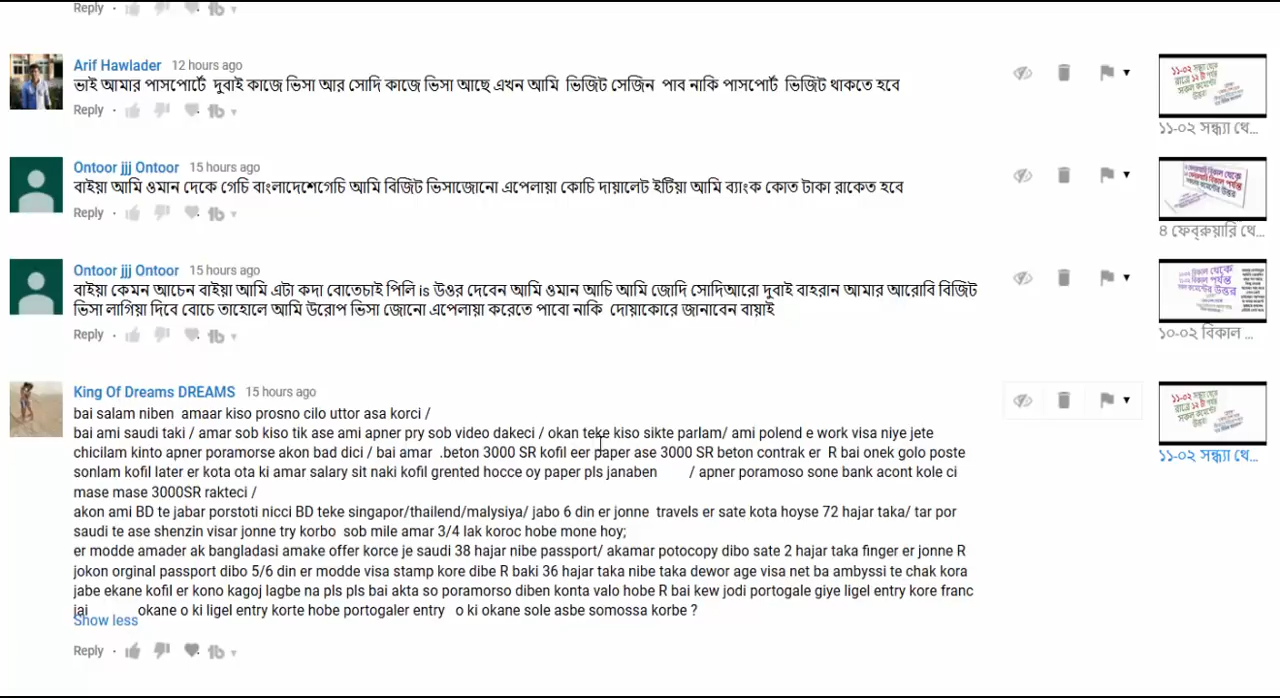 Reply
Arif Hawlader 12 hours ago
ভাই আমার পাসপোর্টে দুবাই কাজে ভিসা আর সোদি কাজে ভিসা আছে এখন আমি ভিজিট সেজিন পাব নাকি পাসপোর্ট ভিজিট থাকতে হবে
Reply
১১-০২ সন্ধ্যা থে...
Ontoor jjj Ontoor 15 hours ago
বাইয়া আমি ওমান দেকে গেচি বাংলাদেশেগেচি আমি বিজিট ভিসাজোনো এপেলায়া কোচি দায়ালেট ইটিয়া আমি ব্যাংক কোত টাকা রাকেত হবে
Reply
৪ ফেব্রুয়ারি থে...
Ontoor jjj Ontoor 15 hours ago
বাইয়া কেমন আচেন বাইয়া আমি এটা কদা বোতেচাই পিলি is উওর দেবেন আমি ওমান আচি আমি জোদি সোদিআরো দুবাই বাহরান আমার আরোবি বিজিট
ভিসা লাগিয়া দিবে বোচে তাহোলে আমি উরোপ ভিসা জোনো এপেলায়া করেতে পাবো নাকি দোয়াকোরে জানাবেন বায়াই
Reply
১০-০২ বিকাল ...
King Of Dreams DREAMS 15 hours ago
bai salam niben amaar kiso prosno cilo uttor asa korci /
bai ami saudi taki / amar sob kiso tik ase ami apner pry sob video dakeci / okan teke kiso sikte parlam/ ami polend e work visa niye jete
chicilam kinto apner poramorse akon bad dici / bai amar .beton 3000 SR kofil eer paper ase 3000 SR beton contrak er R bai onek golo poste
sonlam kofil later er kota ota ki amar salary sit naki kofil grented hocce oy paper pls janaben / apner poramoso sone bank acont kole ci
mase mase 3000SR rakteci /
akon ami BD te jabar porstoti nicci BD teke singapor/thailend/malysiya/ jabo 6 din er jonne travels er sate kota hoyse 72 hajar taka/ tar por
saudi te ase shenzin visar jonne try korbo sob mile amar 3/4 lak koroc hobe mone hoy;
er modde amader ak bangladasi amake offer korce je saudi 38 hajar nibe passport/ akamar potocopy dibo sate 2 hajar taka finger er jonne R
jokon orginal passport dibo 5/6 din er modde visa stamp kore dibe R baki 36 hajar taka nibe taka dewor age visa net ba ambyssi te chak kora
jabe ekane kofil er kono kagoj lagbe na pls pls bai akta so poramorso diben konta valo hobe R bai kew jodi portogale giye ligel entry kore franc
jai okane o ki ligel entry korte hobe portogaler entry o ki okane sole asbe somossa korbe ?
Show less
Reply
১১-০২ সন্ধ্যা থে...